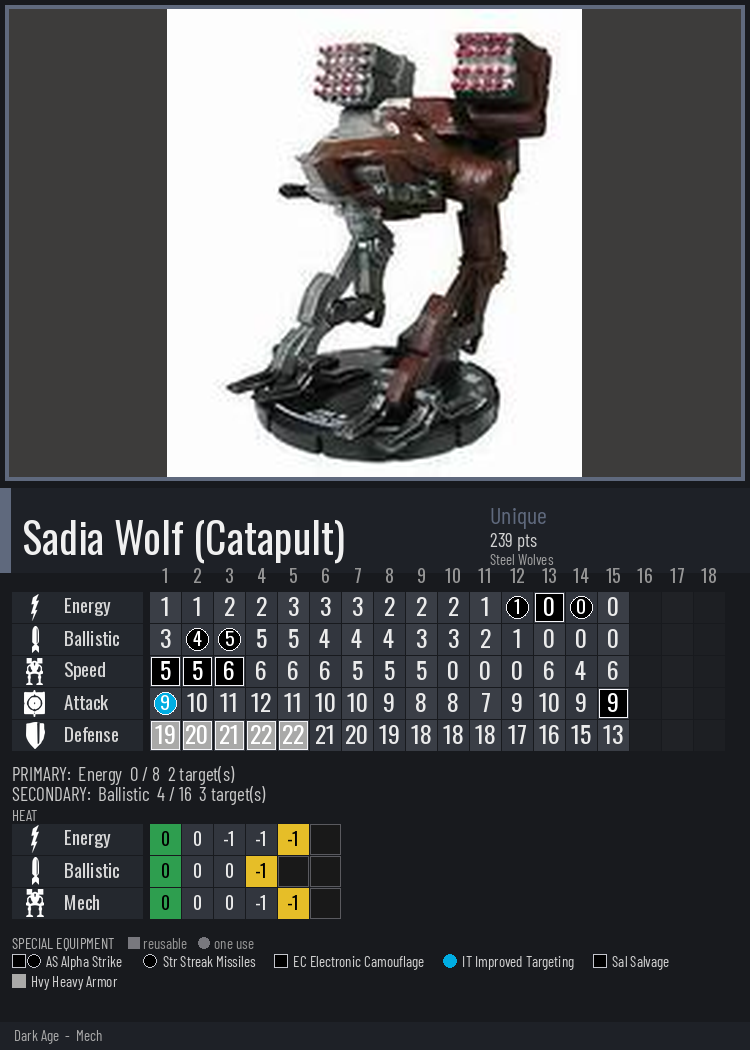 Sadia Wolf (Catapult)
Unique
239 pts
Steel Wolves
1 2 3 4 5 6 7 8 9 10 11 12 13 14 15 16 17 18
Energy 1 1 2 2 3 3 3 2 2 2 1 1 0 0 0
Ballistic 3 4 5 5 5 4 4 4 3 3 2 1 0 0 0
Speed 5 5 6 6 6 6 5 5 5 0 0 0 6 4 6
Attack 9 10 11 12 11 10 10 9 8 8 7 9 10 9 9
Defense 19 20 21 22 22 21 20 19 18 18 18 17 16 15 13
PRIMARY: Energy 0 / 8 2 target(s)
SECONDARY: Ballistic 4 / 16 3 target(s)
HEAT
Energy 0 0 -1 -1 -1
Ballistic 0 0 0 -1
Mech 0 0 0 -1 -1
SPECIAL EQUIPMENT reusable one use
AS Alpha Strike Str Streak Missiles EC Electronic Camouflage IT Improved Targeting Sal Salvage
Hvy Heavy Armor
Dark Age - Mech